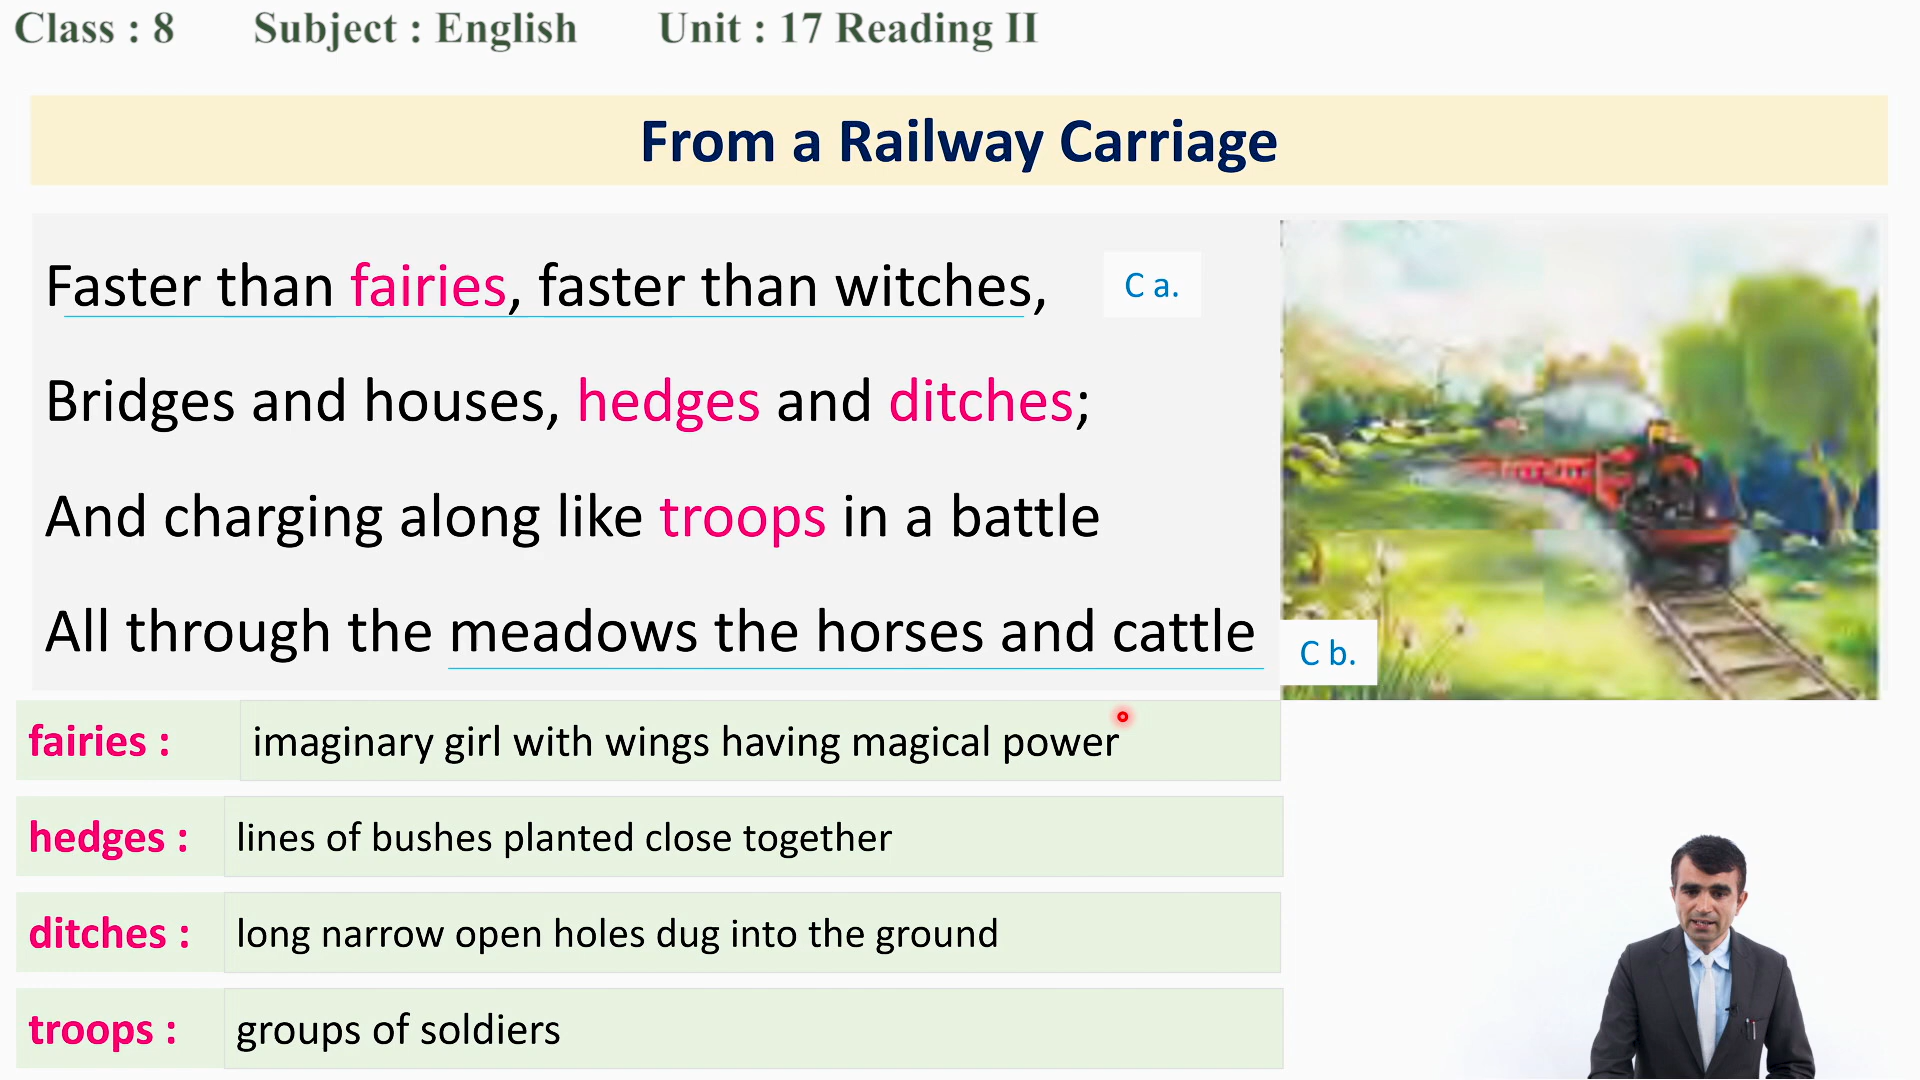 Class : 8 Subject : English Unit : 17 Reading II
From a Railway Carriage
Faster than fairies, faster than witches, C a.
Bridges and houses, hedges and ditches;
And charging along like troops in a battle
All through the meadows the horses and cattle C b.
fairies : imaginary girl with wings having magical power
hedges : lines of bushes planted close together
ditches : long narrow open holes dug into the ground
troops : groups of soldiers